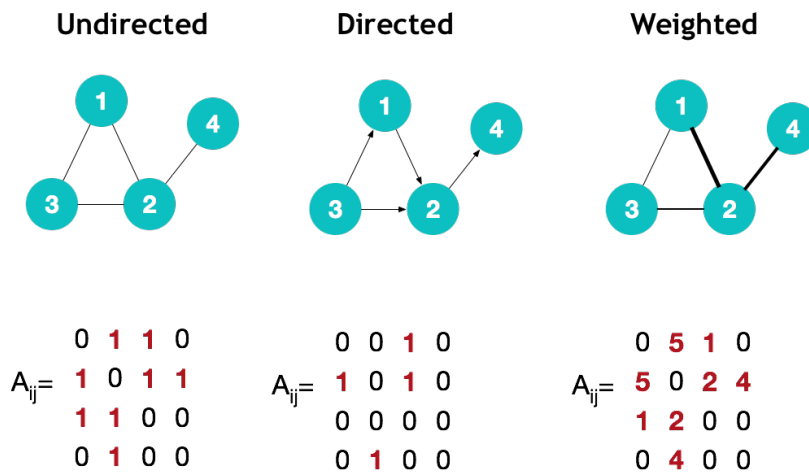 Undirected Directed Weighted
1 4 3 2
1 4 3 2
1 4 3 2
A_ij=
0 1 1 0
1 0 1 1
1 1 0 0
0 1 0 0
A_ij=
0 0 1 0
1 0 1 0
0 0 0 0
0 1 0 0
A_ij=
0 5 1 0
5 0 2 4
1 2 0 0
0 4 0 0